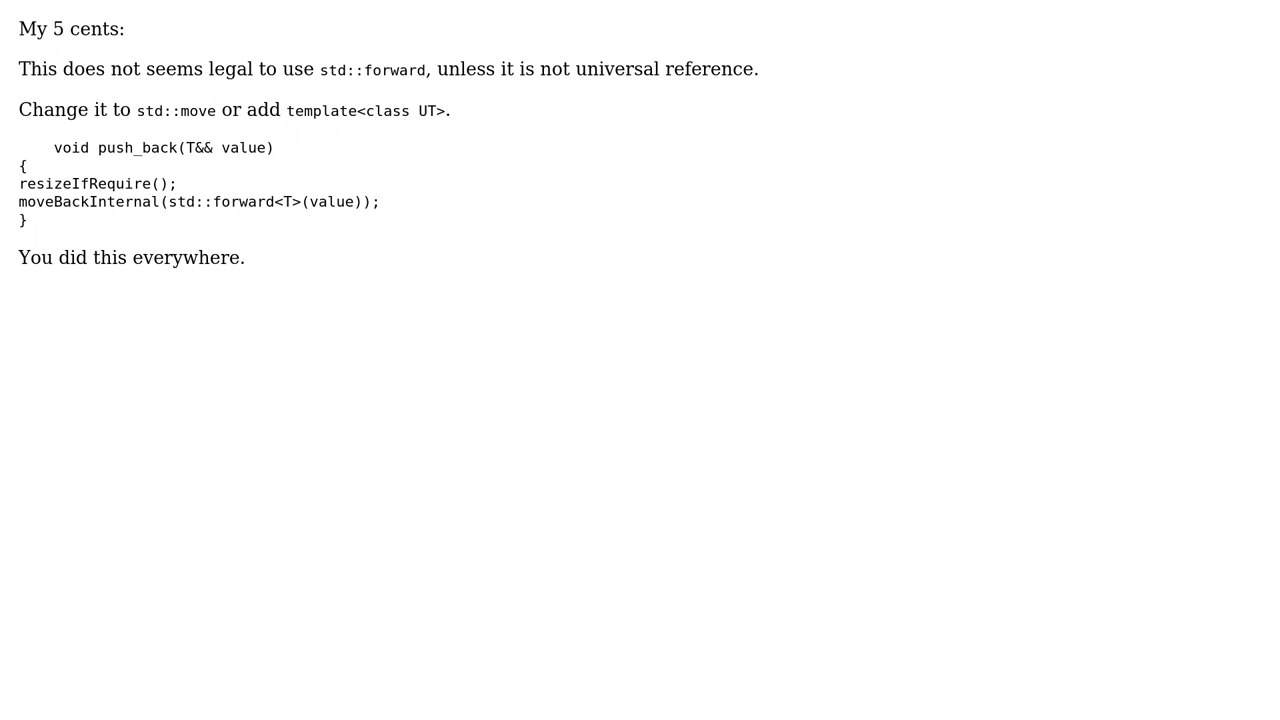 My 5 cents:
This does not seems legal to use std::forward, unless it is not universal reference.
Change it to std::move or add template<class UT>.
    void push_back(T&& value)
{
resizeIfRequire();
moveBackInternal(std::forward<T>(value));
}
You did this everywhere.